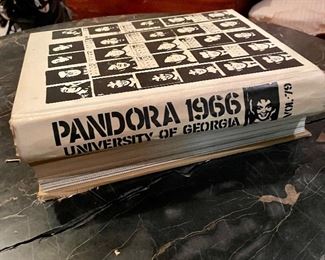 PANDORA 1966
UNIVERSITY OF GEORGIA
VOL-79